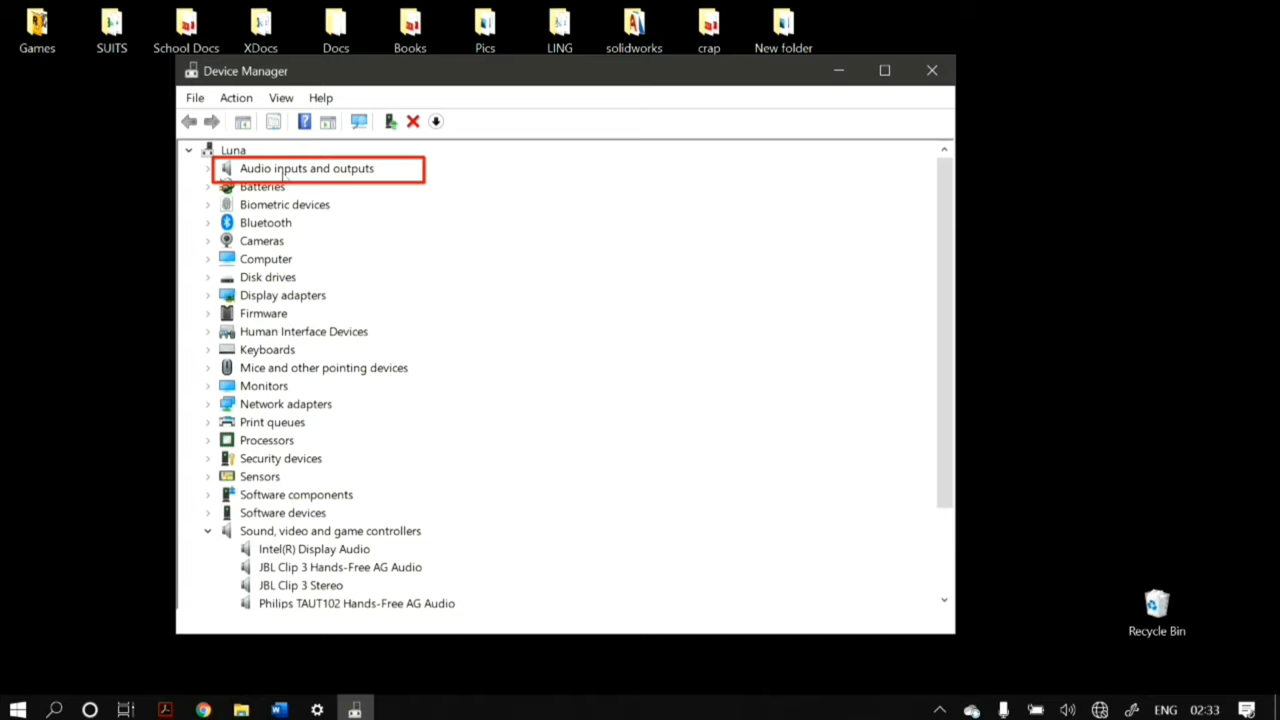 Games SUITS School Docs XDocs Docs Books Pics LING solidworks crap New folder
Device Manager
File Action View Help
Luna
Audio inputs and outputs
Batteries
Biometric devices
Bluetooth
Cameras
Computer
Disk drives
Display adapters
Firmware
Human Interface Devices
Keyboards
Mice and other pointing devices
Monitors
Network adapters
Print queues
Processors
Security devices
Sensors
Software components
Software devices
Sound, video and game controllers
Intel(R) Display Audio
JBL Clip 3 Hands-Free AG Audio
JBL Clip 3 Stereo
Philips TAUT102 Hands-Free AG Audio
Recycle Bin
ENG 02:33